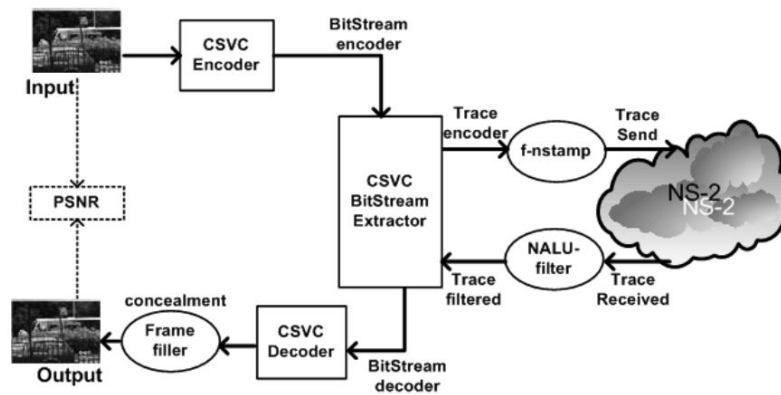 Input
CSVC
Encoder
BitStream
encoder
CSVC
BitStream
Extractor
Trace
encoder
f-nstamp
Trace
Send
NS-2
NS-2
Trace
Received
NALU-
filter
Trace
filtered
BitStream
decoder
CSVC
Decoder
concealment
Frame
filler
Output
PSNR